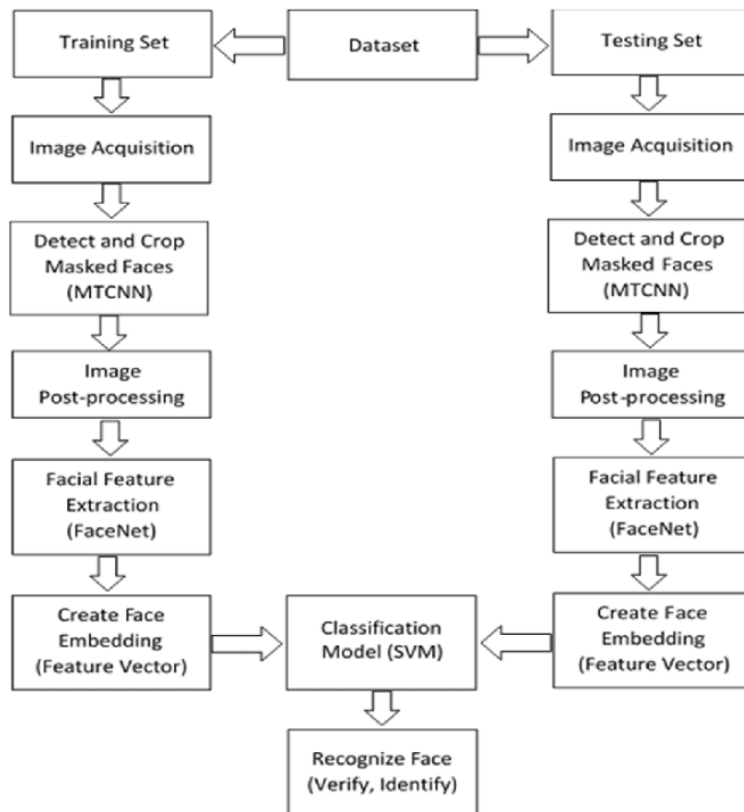 Training Set
Dataset
Testing Set
Image Acquisition
Image Acquisition
Detect and Crop
Masked Faces
(MTCNN)
Detect and Crop
Masked Faces
(MTCNN)
Image
Post-processing
Image
Post-processing
Facial Feature
Extraction
(FaceNet)
Facial Feature
Extraction
(FaceNet)
Create Face
Embedding
(Feature Vector)
Classification
Model (SVM)
Create Face
Embedding
(Feature Vector)
Recognize Face
(Verify, Identify)